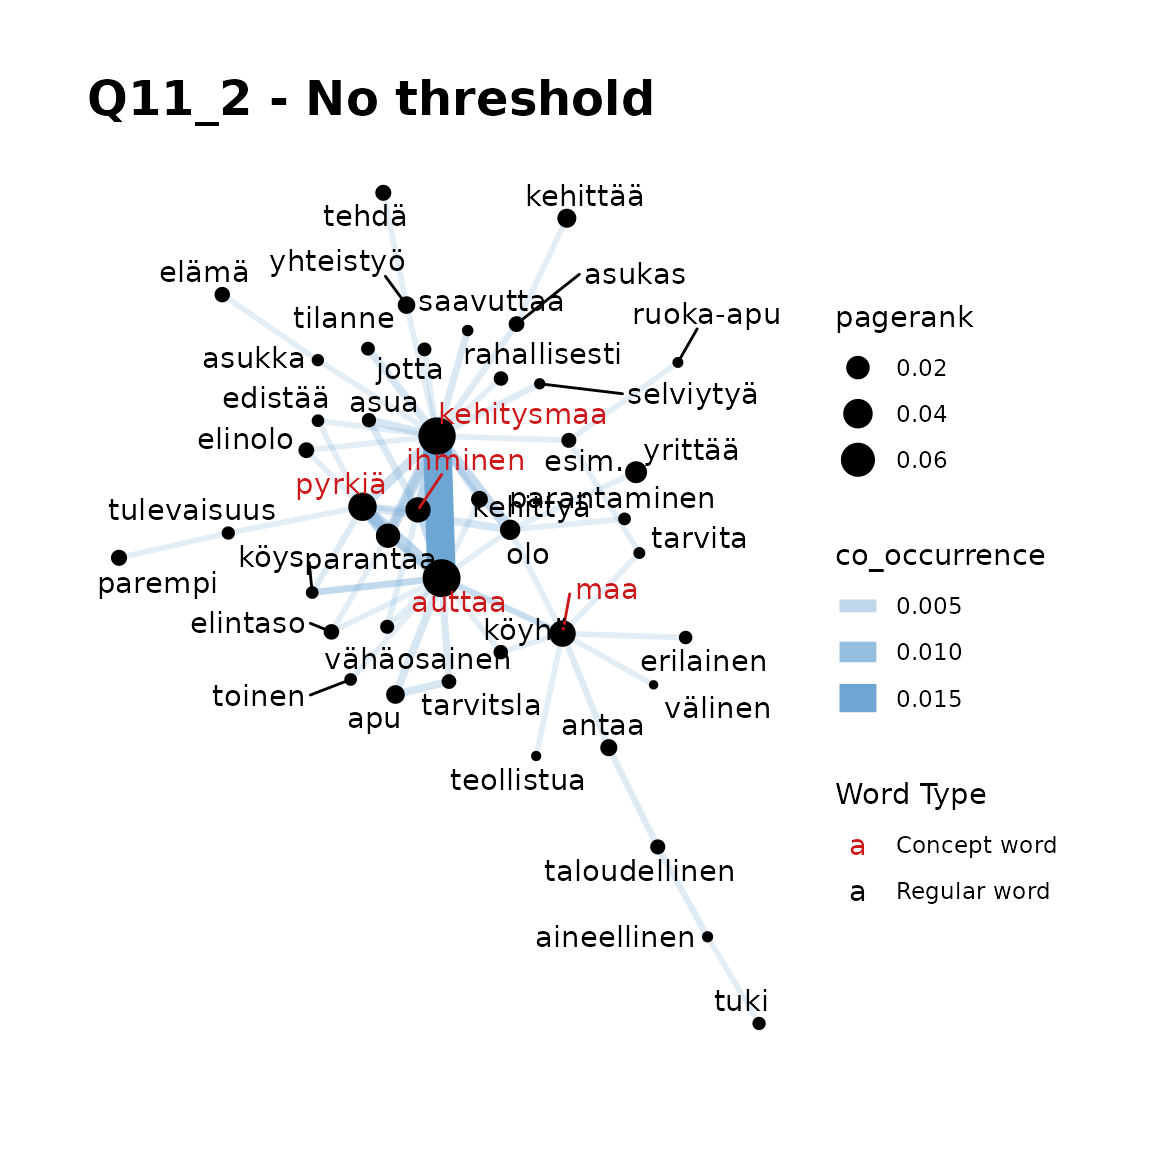 Q11_2 - No threshold
kehittää
tehdä
yhteistyö
elämä
asukas
saavuttaa
ruoka-apu
tilanne
rahallisesti
asukka
jotta
selviytyä
edistää
asua
kehitysmaa
elinolo
yrittää
ihminen
esim.
pyrkiä
parantaminen
kehittyä
tulevaisuus
tarvita
olo
köys
parantaa
parempi
maa
auttaa
elintaso
köyhä
vähäosainen
erilainen
toinen
tarvitsla
välinen
apu
antaa
teollistua
taloudellinen
aineellinen
tuki
pagerank
0.02
0.04
0.06
co_occurrence
0.005
0.010
0.015
Word Type
a Concept word
a Regular word